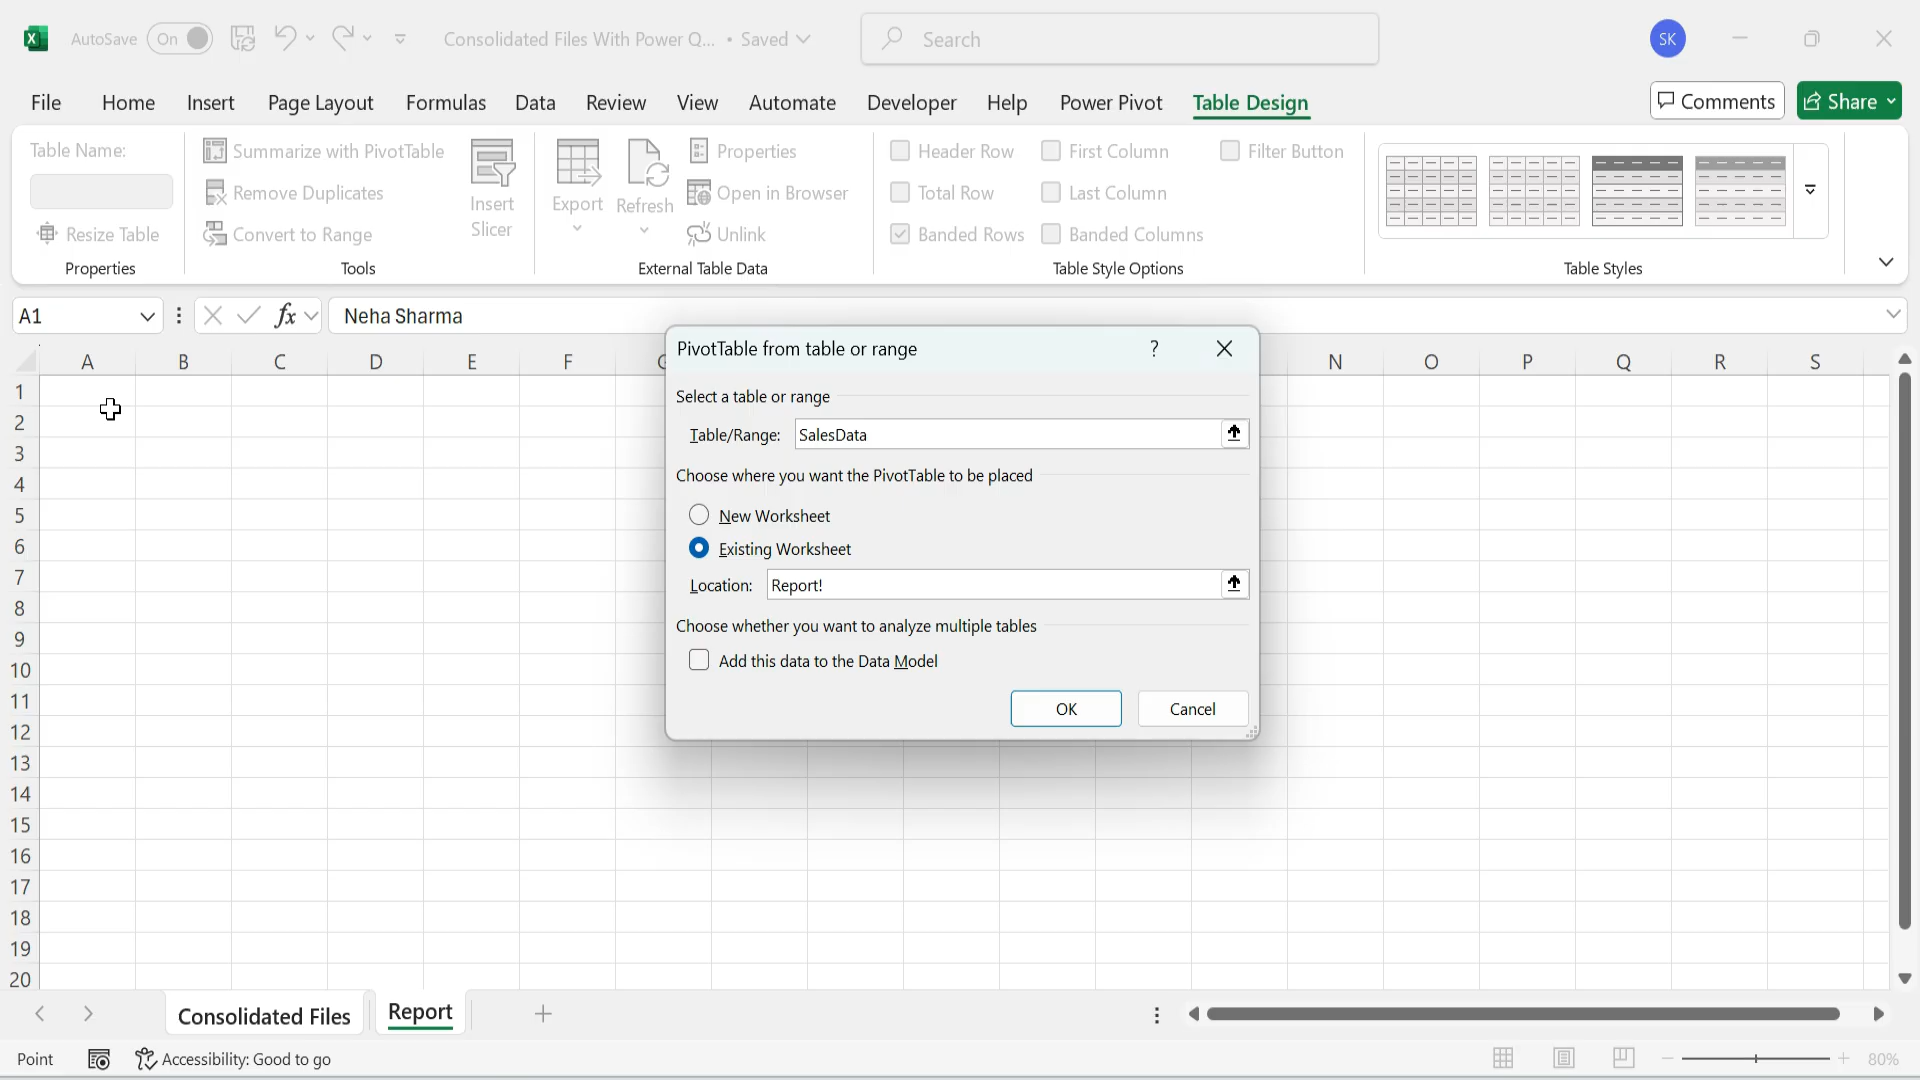 AutoSave On Consolidated Files With Power Q... • Saved Search SK
File Home Insert Page Layout Formulas Data Review View Automate Developer Help Power Pivot Table Design Comments Share
Table Name:
Resize Table
Properties
Summarize with PivotTable
Remove Duplicates
Convert to Range
Insert
Slicer
Tools
Export
Refresh
Properties
Open in Browser
Unlink
External Table Data
Header Row First Column Filter Button
Total Row Last Column
Banded Rows Banded Columns
Table Style Options
Table Styles
A1 fx Neha Sharma
A B C D E F G N O P Q R S
1
2
3
4
5
6
7
8
9
10
11
12
13
14
15
16
17
18
19
20
PivotTable from table or range ?
Select a table or range
Table/Range: SalesData
Choose where you want the PivotTable to be placed
New Worksheet
Existing Worksheet
Location: Report!
Choose whether you want to analyze multiple tables
Add this data to the Data Model
OK Cancel
Consolidated Files Report
Point Accessibility: Good to go 80%